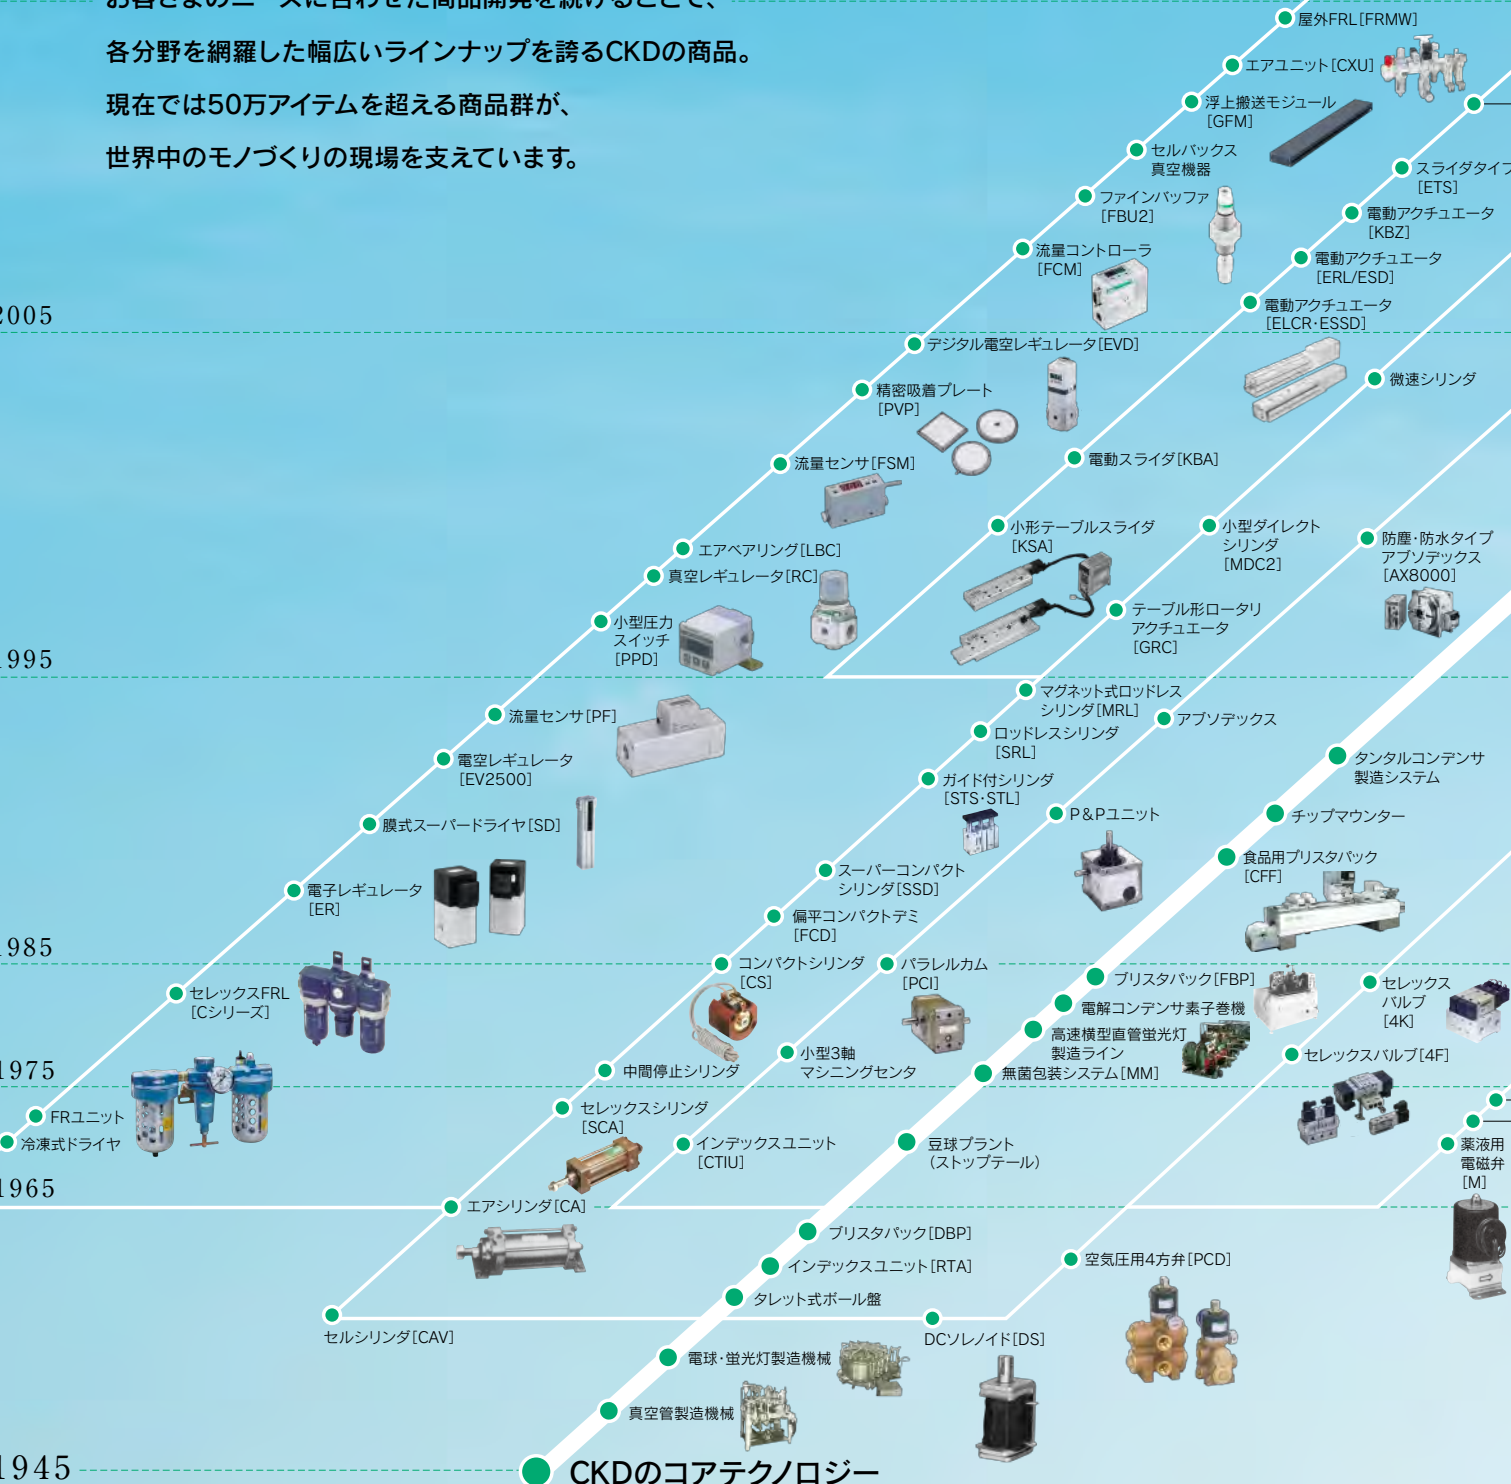 お客さまのニーズに合わせた商品開発を続けることで、
各分野を網羅した幅広いラインナップを誇るCKDの商品。
現在では50万アイテムを超える商品群が、
世界中のモノづくりの現場を支えています。
屋外FRL[FRMW]
エアユニット[CXU]
浮上搬送モジュール
[GFM]
セルバックス
真空機器
スライダタイプ
[ETS]
ファインバッファ
[FBU2]
電動アクチュエータ
[KBZ]
流量コントローラ
[FCM]
電動アクチュエータ
[ERL/ESD]
電動アクチュエータ
[ELCR・ESSD]
2005
デジタル電空レギュレータ[EVD]
微速シリンダ
精密吸着プレート
[PVP]
流量センサ[FSM]
電動スライダ[KBA]
小形テーブルスライダ
[KSA]
小型ダイレクト
シリンダ
[MDC2]
防塵・防水タイプ
アブソデックス
[AX8000]
エアベアリング[LBC]
真空レギュレータ[RC]
テーブル形ロータリ
アクチュエータ
[GRC]
小型圧力
スイッチ
[PPD]
1995
マグネット式ロッドレス
シリンダ[MRL]
流量センサ[PF]
アブソデックス
ロッドレスシリンダ
[SRL]
電空レギュレータ
[EV2500]
タンタルコンデンサ
製造システム
ガイド付シリンダ
[STS・STL]
P&Pユニット
チップマウンター
膜式スーパードライヤ[SD]
食品用ブリスタパック
[CFF]
スーパーコンパクト
シリンダ[SSD]
電子レギュレータ
[ER]
偏平コンパクトデミ
[FCD]
1985
コンパクトシリンダ
[CS]
パラレルカム
[PCI]
ブリスタパック[FBP]
セレックス
バルブ
[4K]
セレックスFRL
[Cシリーズ]
電解コンデンサ素子巻機
高速横型直管蛍光灯
製造ライン
小型3軸
マシニングセンタ
セレックスバルブ[4F]
1975
中間停止シリンダ
無菌包装システム[MM]
FRユニット
セレックスシリンダ
[SCA]
冷凍式ドライヤ
インデックスユニット
[CTIU]
豆球プラント
（ストップテール）
薬液用
電磁弁
[M]
1965
エアシリンダ[CA]
ブリスタパック[DBP]
インデックスユニット[RTA]
空気圧用4方弁[PCD]
タレット式ボール盤
セルシリンダ[CAV]
DCソレノイド[DS]
電球・蛍光灯製造機械
真空管製造機械
1945
CKDのコアテクノロジー